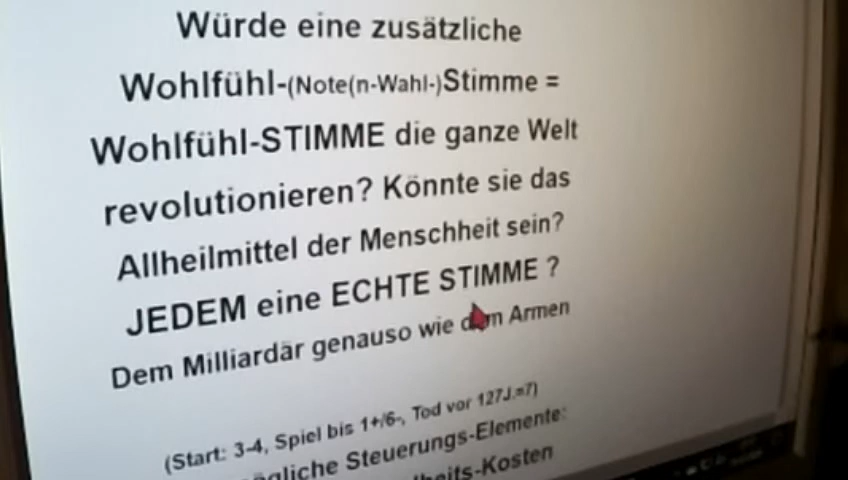 Würde eine zusätzliche
Wohlfühl-(Note(n-Wahl-)Stimme =
Wohlfühl-STIMME die ganze Welt
revolutionieren? Könnte sie das
Allheilmittel der Menschheit sein?
JEDEM eine ECHTE STIMME ?
Dem Milliardär genauso wie dem Armen
(Start: 3-4, Spiel bis 1+/6-, Tod vor 127J.=7)
Steuerungs-Elemente: